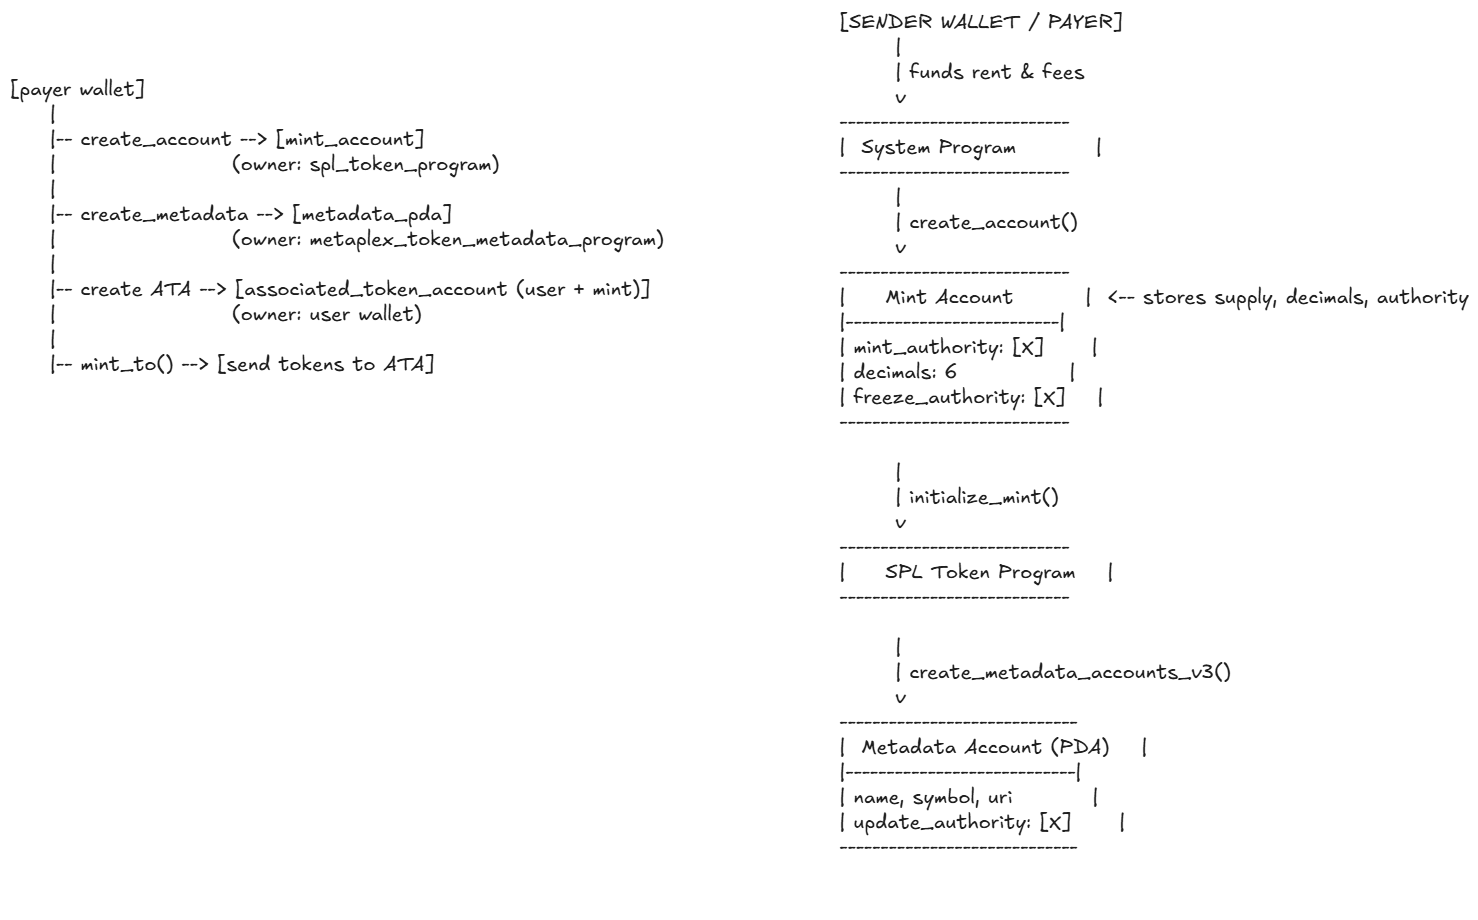 [payer wallet]
|
|-- create_account --> [mint_account]
| (owner: spl_token_program)
|
|-- create_metadata --> [metadata_pda]
| (owner: metaplex_token_metadata_program)
|
|-- create ATA --> [associated_token_account (user + mint)]
| (owner: user wallet)
|
|-- mint_to() --> [send tokens to ATA]
[SENDER WALLET / PAYER]
|
| funds rent & fees
v
----------------------------
| System Program |
----------------------------
|
| create_account()
v
----------------------------
| Mint Account | <-- stores supply, decimals, authority
|--------------------------|
| mint_authority: [X] |
| decimals: 6 |
| freeze_authority: [X] |
----------------------------
|
| initialize_mint()
v
----------------------------
| SPL Token Program |
----------------------------
|
| create_metadata_accounts_v3()
v
-----------------------------
| Metadata Account (PDA) |
|----------------------------|
| name, symbol, uri |
| update_authority: [X] |
-----------------------------